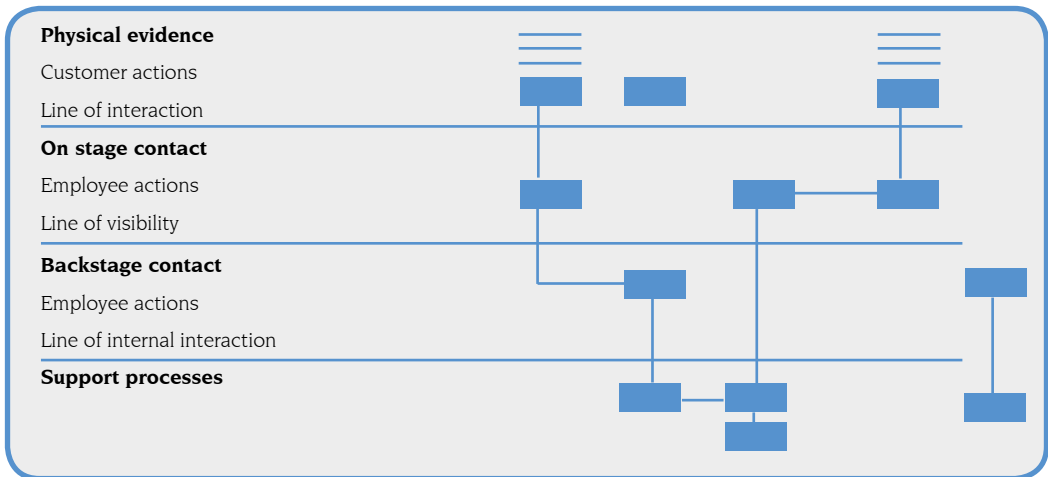 Physical evidence
Customer actions
Line of interaction
On stage contact
Employee actions
Line of visibility
Backstage contact
Employee actions
Line of internal interaction
Support processes